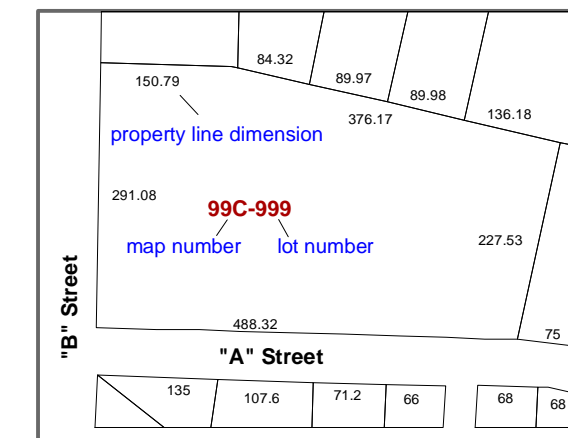 84.32
150.79
89.97
89.98
136.18
376.17
property line dimension
291.08
99C-999
map number
lot number
227.53
"B" Street
488.32
75
"A" Street
135
107.6
71.2
66
68
68